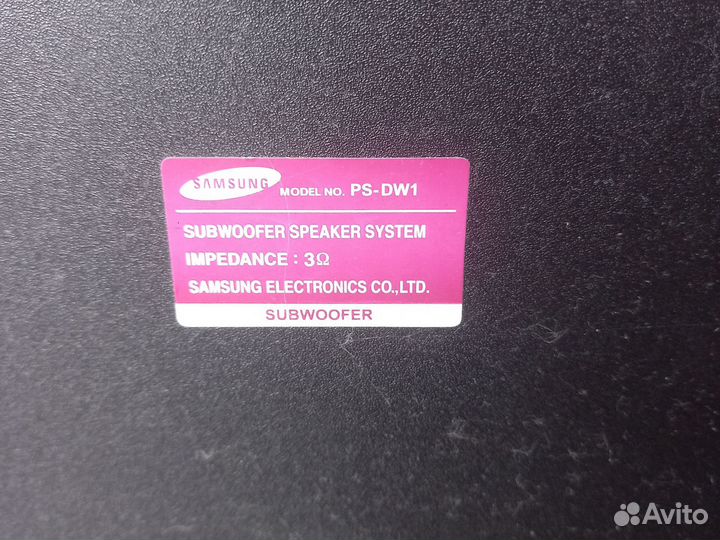 SAMSUNG MODEL NO. PS-DW1
SUBWOOFER SPEAKER SYSTEM
IMPEDANCE : 3Ω
SAMSUNG ELECTRONICS CO.,LTD.
SUBWOOFER
Avito